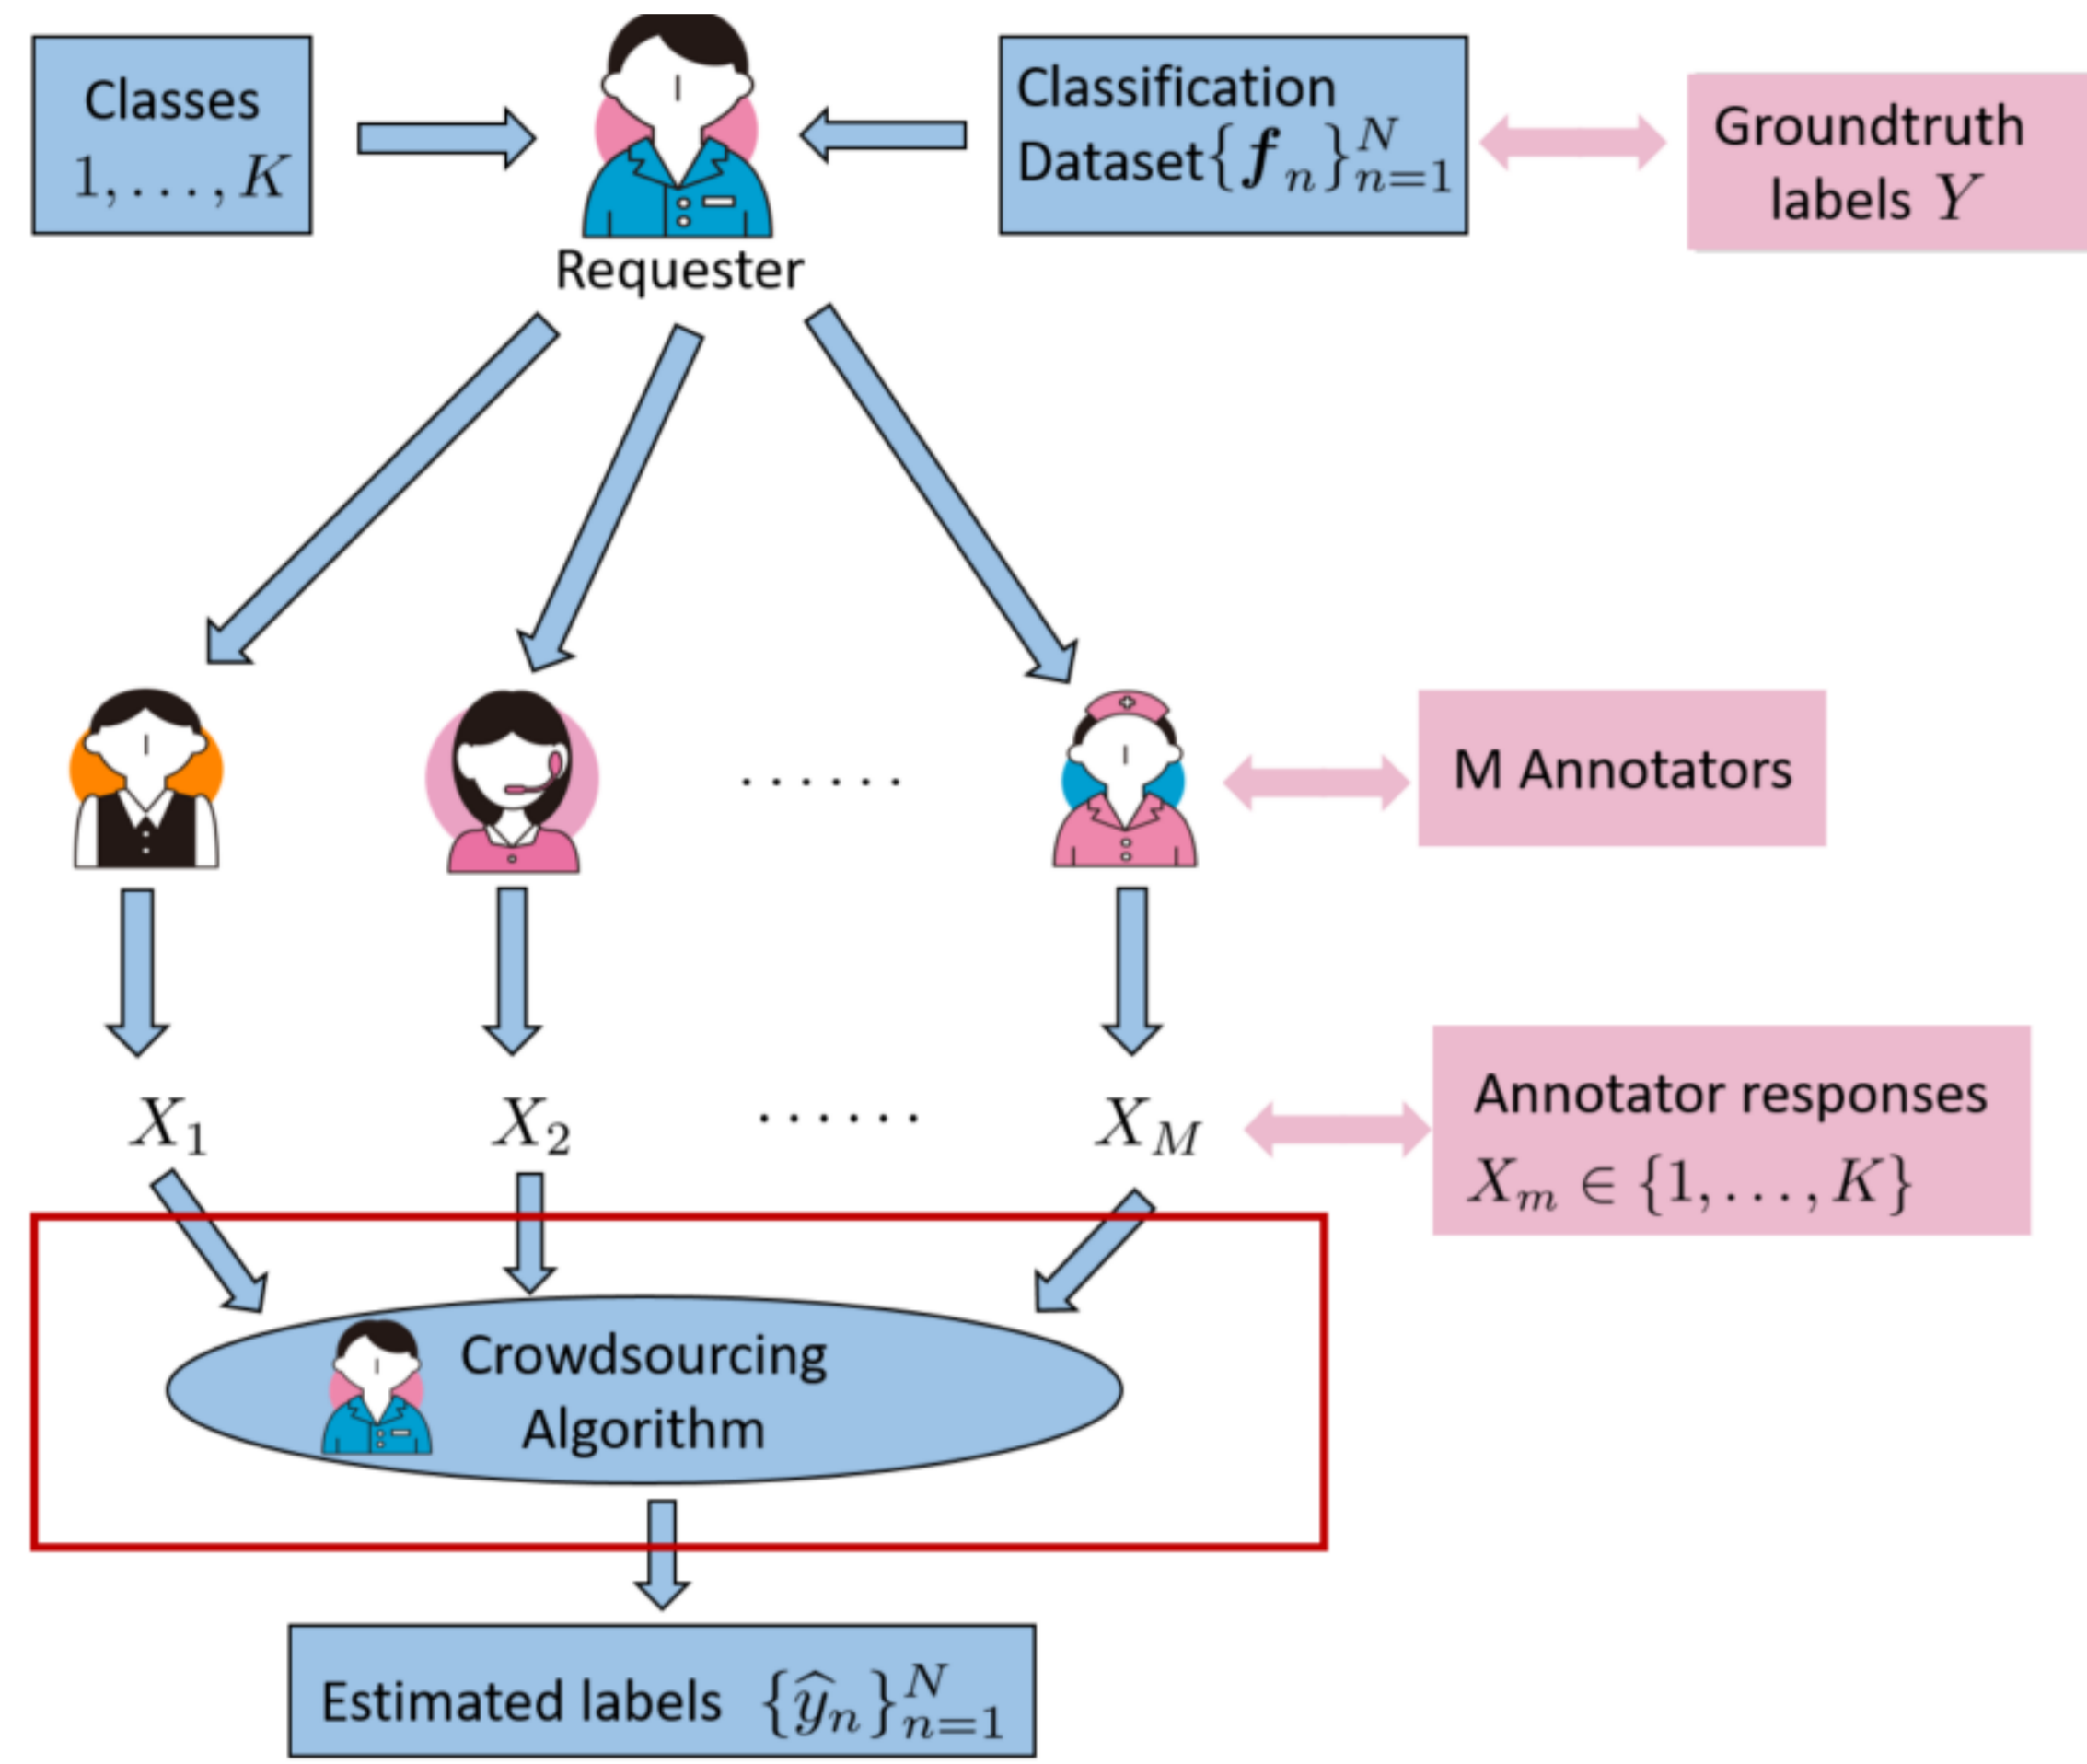 Classes
1, . . . , K
Requester
Classification
Dataset{f_n}_{n=1}^N
Groundtruth
labels Y
. . . . . .
M Annotators
X_1
X_2
. . . . . .
X_M
Annotator responses
X_m ∈ {1, . . . , K}
Crowdsourcing
Algorithm
Estimated labels {ŷ_n}_{n=1}^N